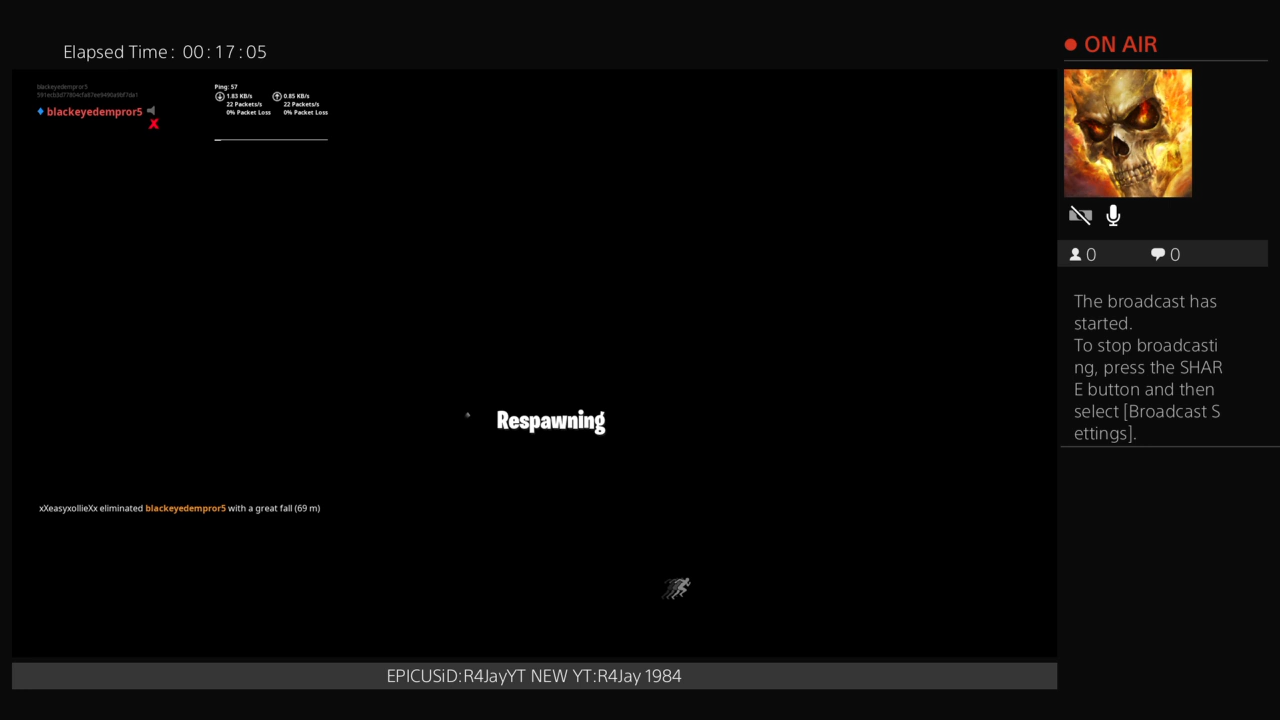 Elapsed Time: 00:17:05
ON AIR
blackeyedempror5
blackeyedempror5
Ping: 57
1.83 KB/s 0.85 KB/s
22 Packets/s 22 Packets/s
0% Packet Loss 0% Packet Loss
0 0
The broadcast has
started.
To stop broadcasti
ng, press the SHAR
E button and then
select [Broadcast S
ettings].
Respawning
xXeasyxollieXx eliminated blackeyedempror5 with a great fall (69 m)
EPICUSiD:R4JayYT NEW YT:R4Jay1984